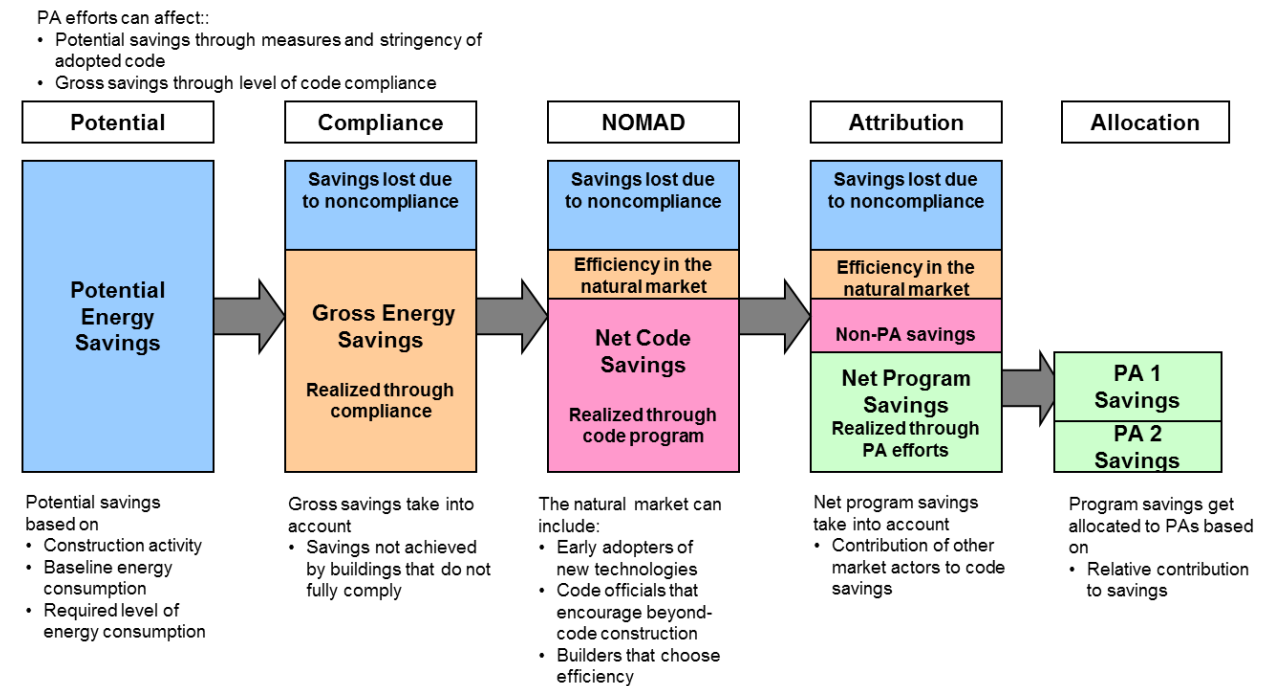 PA efforts can affect::
• Potential savings through measures and stringency of
adopted code
• Gross savings through level of code compliance
Potential
Compliance
NOMAD
Attribution
Allocation
Potential
Energy
Savings
Savings lost due
to noncompliance
Gross Energy
Savings
Realized through
compliance
Savings lost due
to noncompliance
Efficiency in the
natural market
Net Code
Savings
Realized through
code program
Savings lost due
to noncompliance
Efficiency in the
natural market
Non-PA savings
Net Program
Savings
Realized through
PA efforts
PA 1
Savings
PA 2
Savings
Potential savings
based on
• Construction activity
• Baseline energy
consumption
• Required level of
energy consumption
Gross savings take into
account
• Savings not achieved
by buildings that do not
fully comply
The natural market can
include:
• Early adopters of
new technologies
• Code officials that
encourage beyond-
code construction
• Builders that choose
efficiency
Net program savings
take into account
• Contribution of other
market actors to code
savings
Program savings get
allocated to PAs based
on
• Relative contribution
to savings